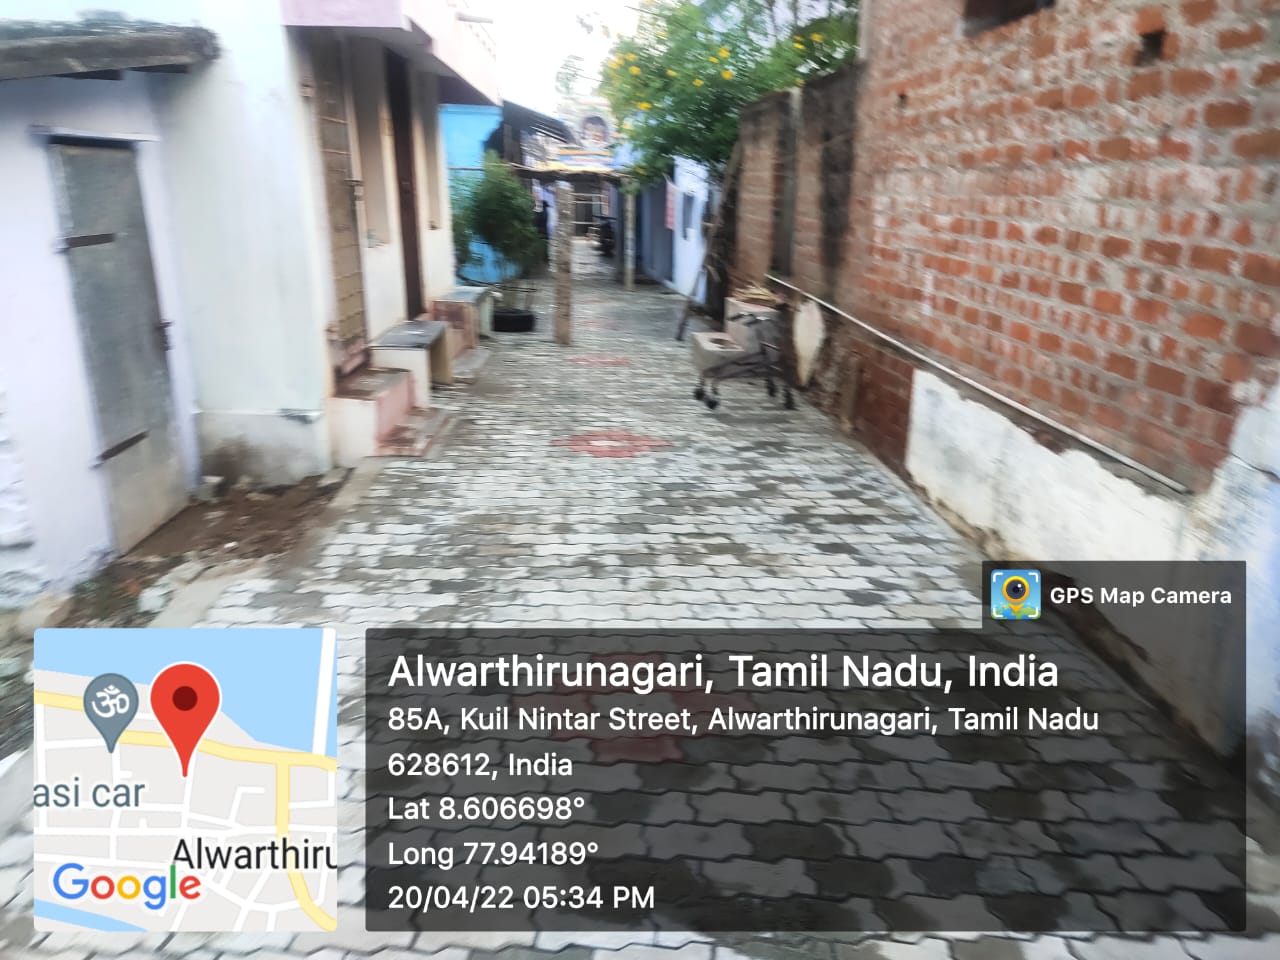 GPS Map Camera
Alwarthirunagari, Tamil Nadu, India
85A, Kuil Nintar Street, Alwarthirunagari, Tamil Nadu
628612, India
Lat 8.606698°
Long 77.94189°
20/04/22 05:34 PM
asi car
Alwarthiru
Google